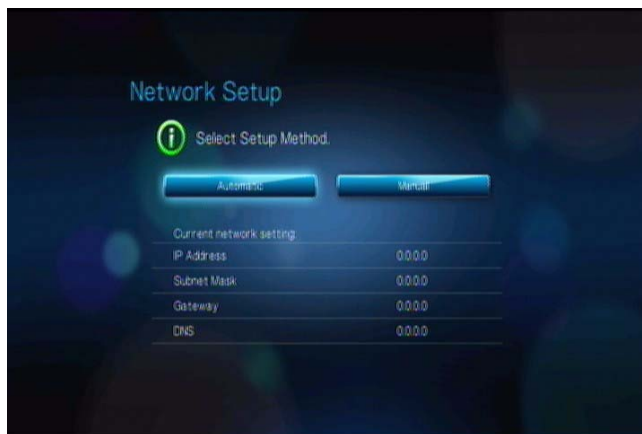 Network Setup
Select Setup Method.
Automatic Manual
Current network setting:
IP Address 0.0.0.0
Subnet Mask 0.0.0.0
Gateway 0.0.0.0
DNS 0.0.0.0